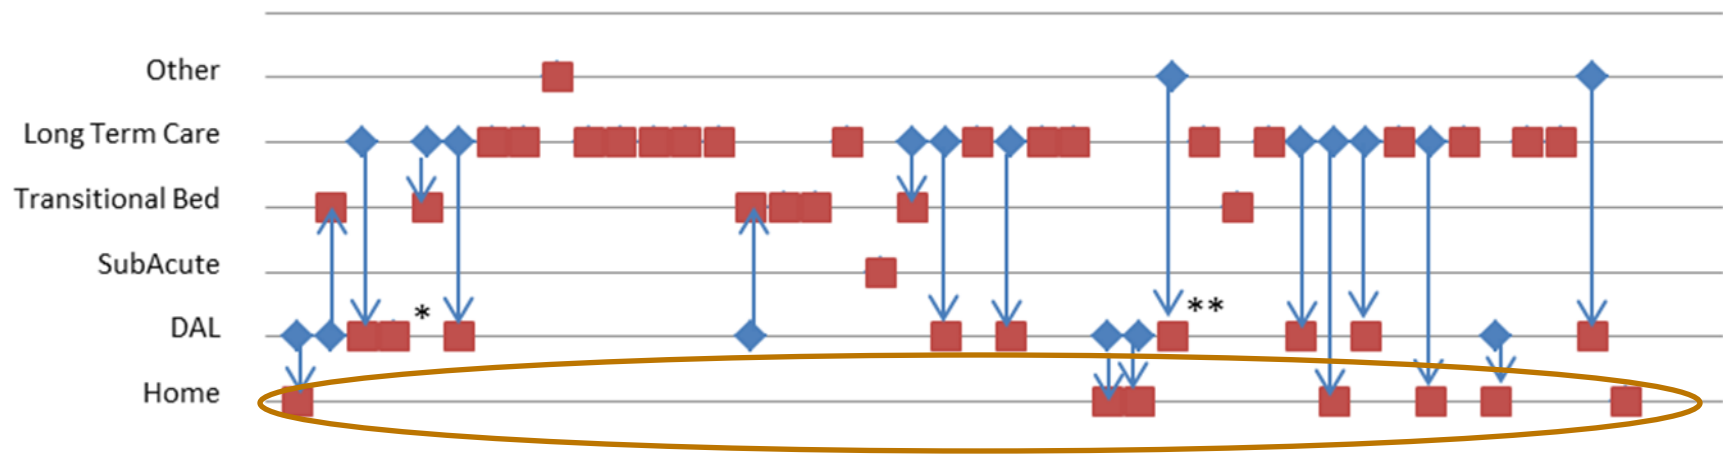 Other
Long Term Care
Transitional Bed
SubAcute
*
**
DAL
Home